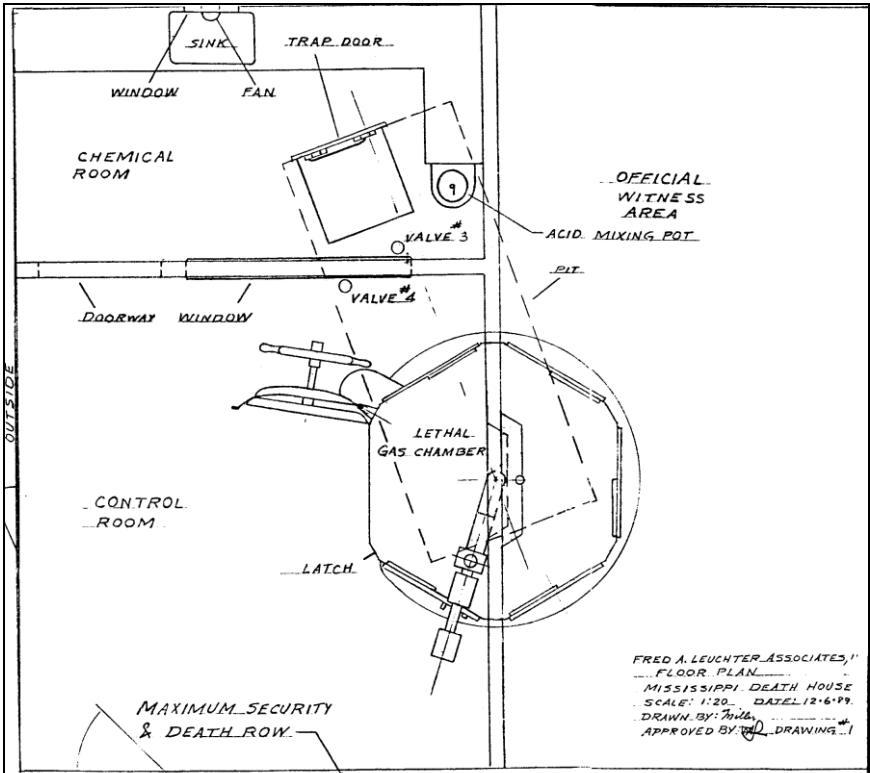 SINK
TRAP DOOR
WINDOW
FAN
CHEMICAL
ROOM
9
OFFICIAL
WITNESS
AREA
ACID MIXING POT
VALVE #3
PIT
VALVE #4
DOORWAY
WINDOW
OUTSIDE
LETHAL
GAS CHAMBER
CONTROL
ROOM
LATCH
MAXIMUM SECURITY
& DEATH ROW
FRED A. LEUCHTER ASSOCIATES,
FLOOR PLAN
MISSISSIPPI DEATH HOUSE
SCALE: 1:20 DATE: 12-6-89
DRAWN BY: Miller
APPROVED BY: DRAWING #1